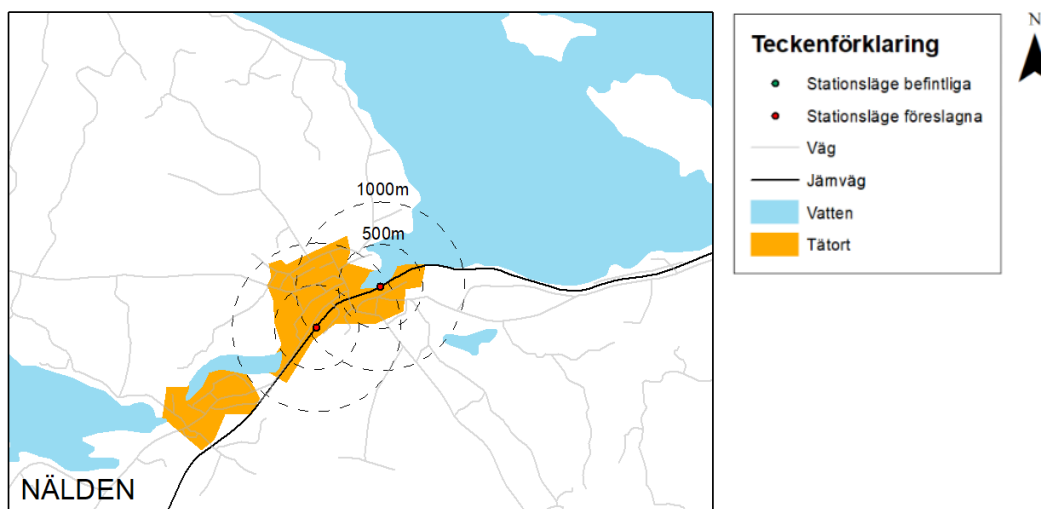 1000m
500m
NÄLDEN
Teckenförklaring
Stationsläge befintliga
Stationsläge föreslagna
Väg
Järnväg
Vatten
Tätort
N